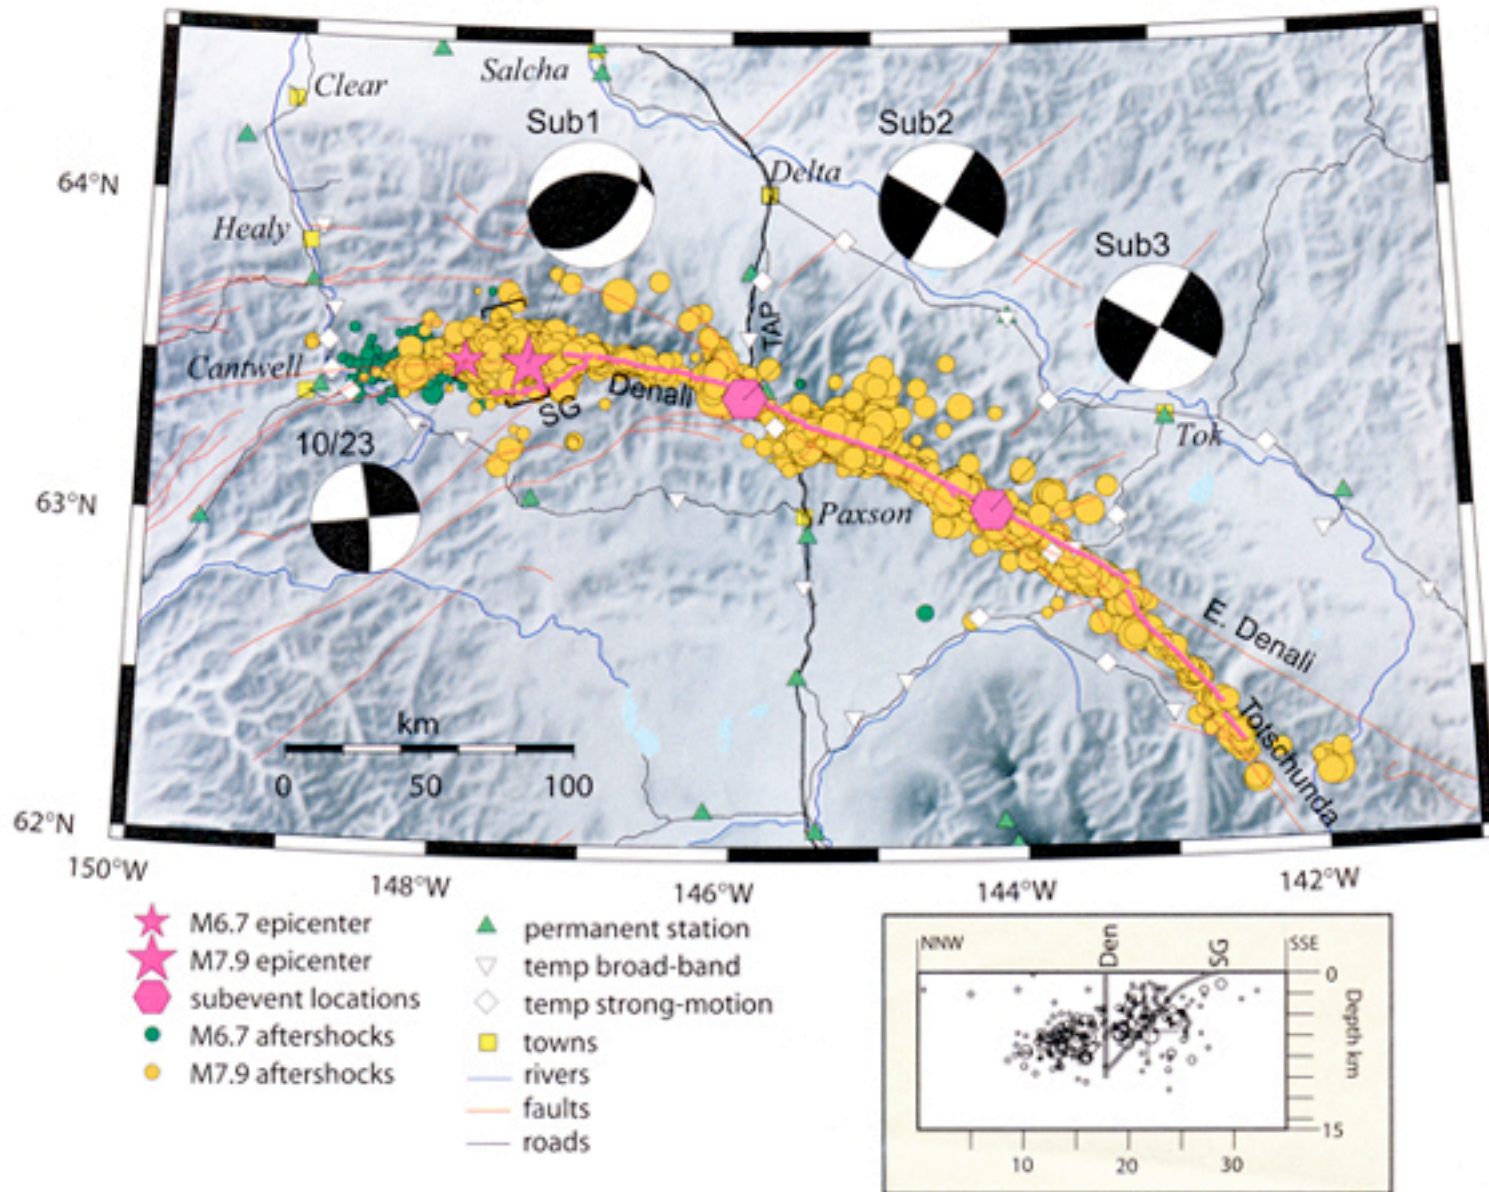 Clear
Salcha
Sub1
Sub2
Delta
64°N
Healy
Sub3
TAP
Cantwell
Denali
SG
Tok
10/23
63°N
Paxson
E. Denali
Totschunda
km
0 50 100
62°N
150°W
148°W
146°W
144°W
142°W
M6.7 epicenter
M7.9 epicenter
subevent locations
M6.7 aftershocks
M7.9 aftershocks
permanent station
temp broad-band
temp strong-motion
towns
rivers
faults
roads
NNW
Den
SG
SSE
0
Depth km
15
10 20 30